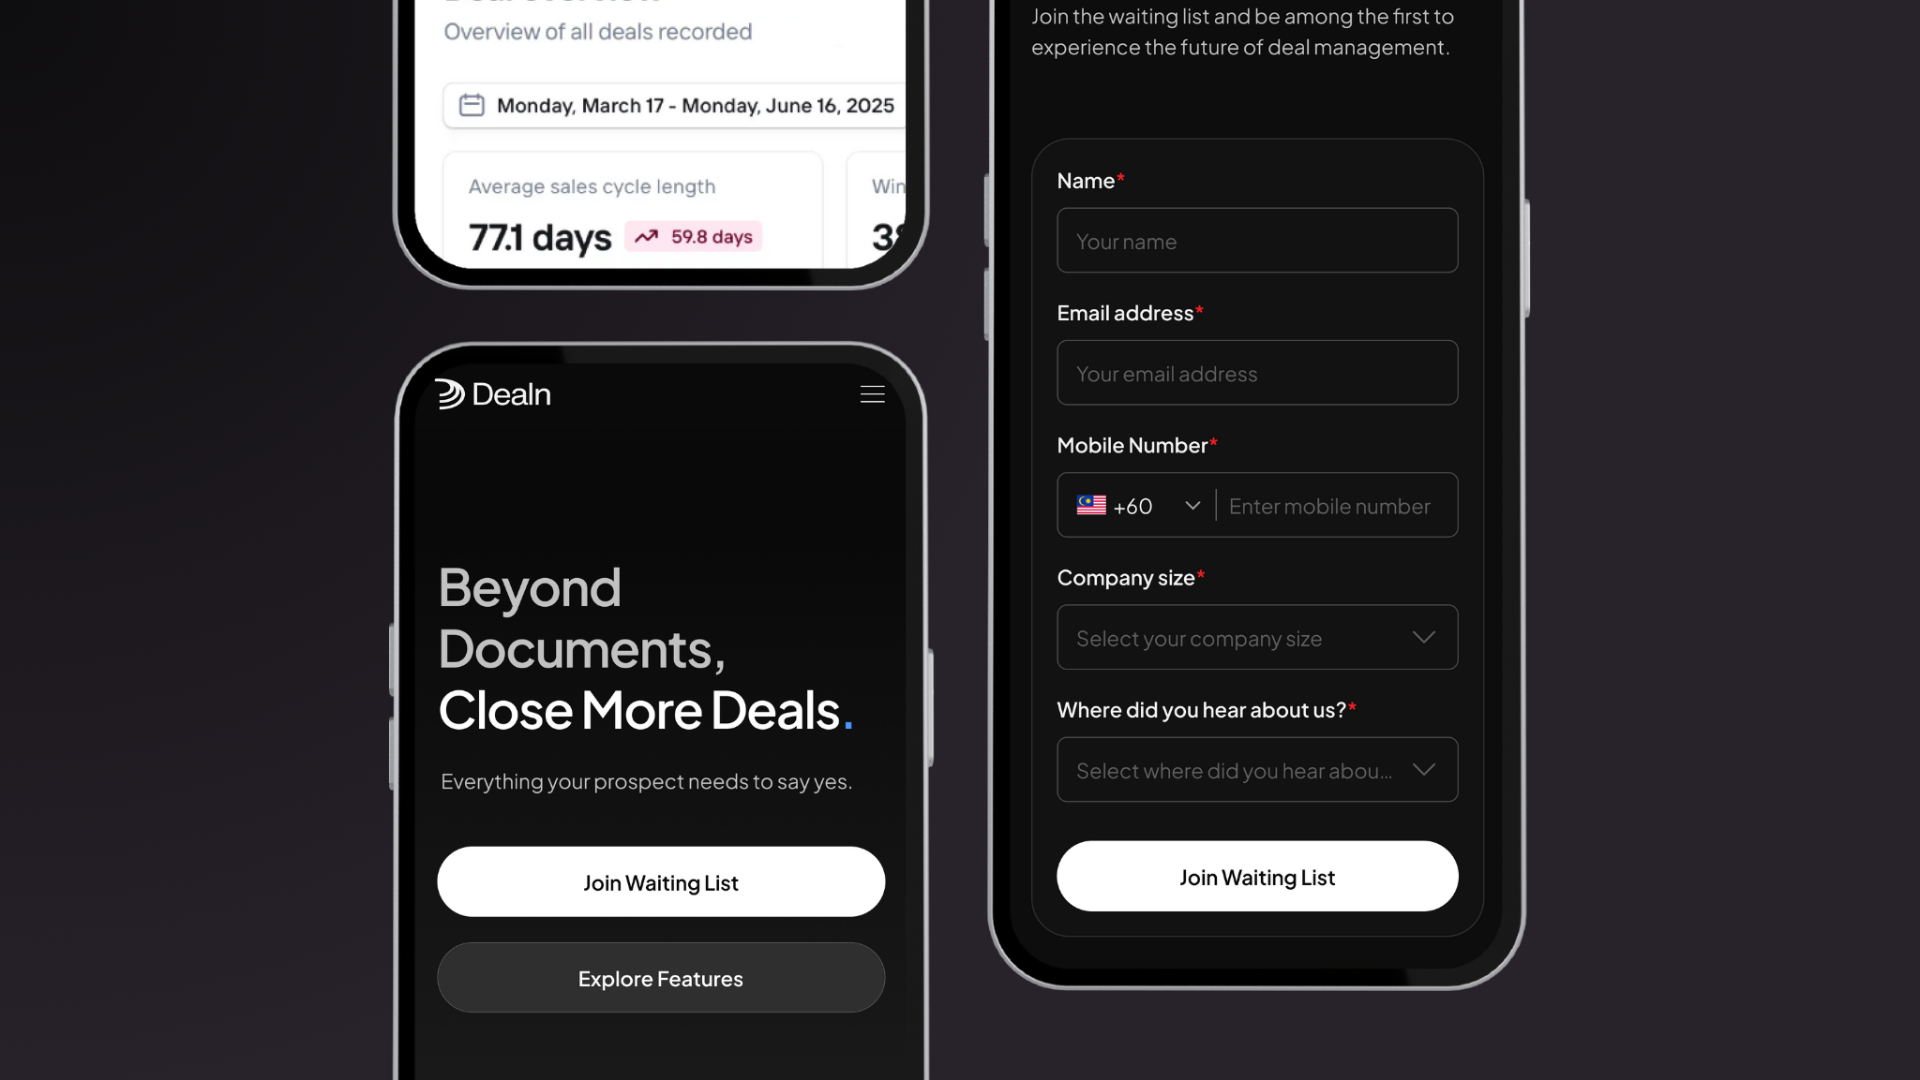 Overview of all deals recorded
Monday, March 17 - Monday, June 16, 2025
Average sales cycle length
77.1 days
59.8 days
Win
Dealn
Beyond
Documents,
Close More Deals.
Everything your prospect needs to say yes.
Join Waiting List
Explore Features
Join the waiting list and be among the first to
experience the future of deal management.
Name*
Your name
Email address*
Your email address
Mobile Number*
+60
Enter mobile number
Company size*
Select your company size
Where did you hear about us?*
Select where did you hear abou...
Join Waiting List